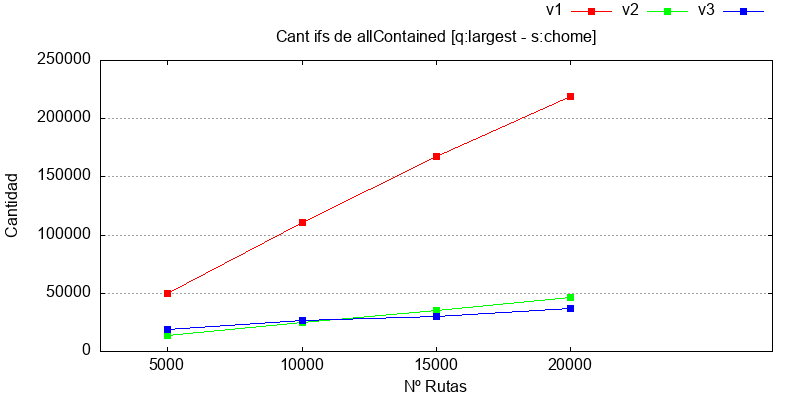 v1 v2 v3
Cant ifs de allContained [q:largest - s:chome]
250000
200000
150000
100000
50000
0
Cantidad
5000 10000 15000 20000
Nº Rutas